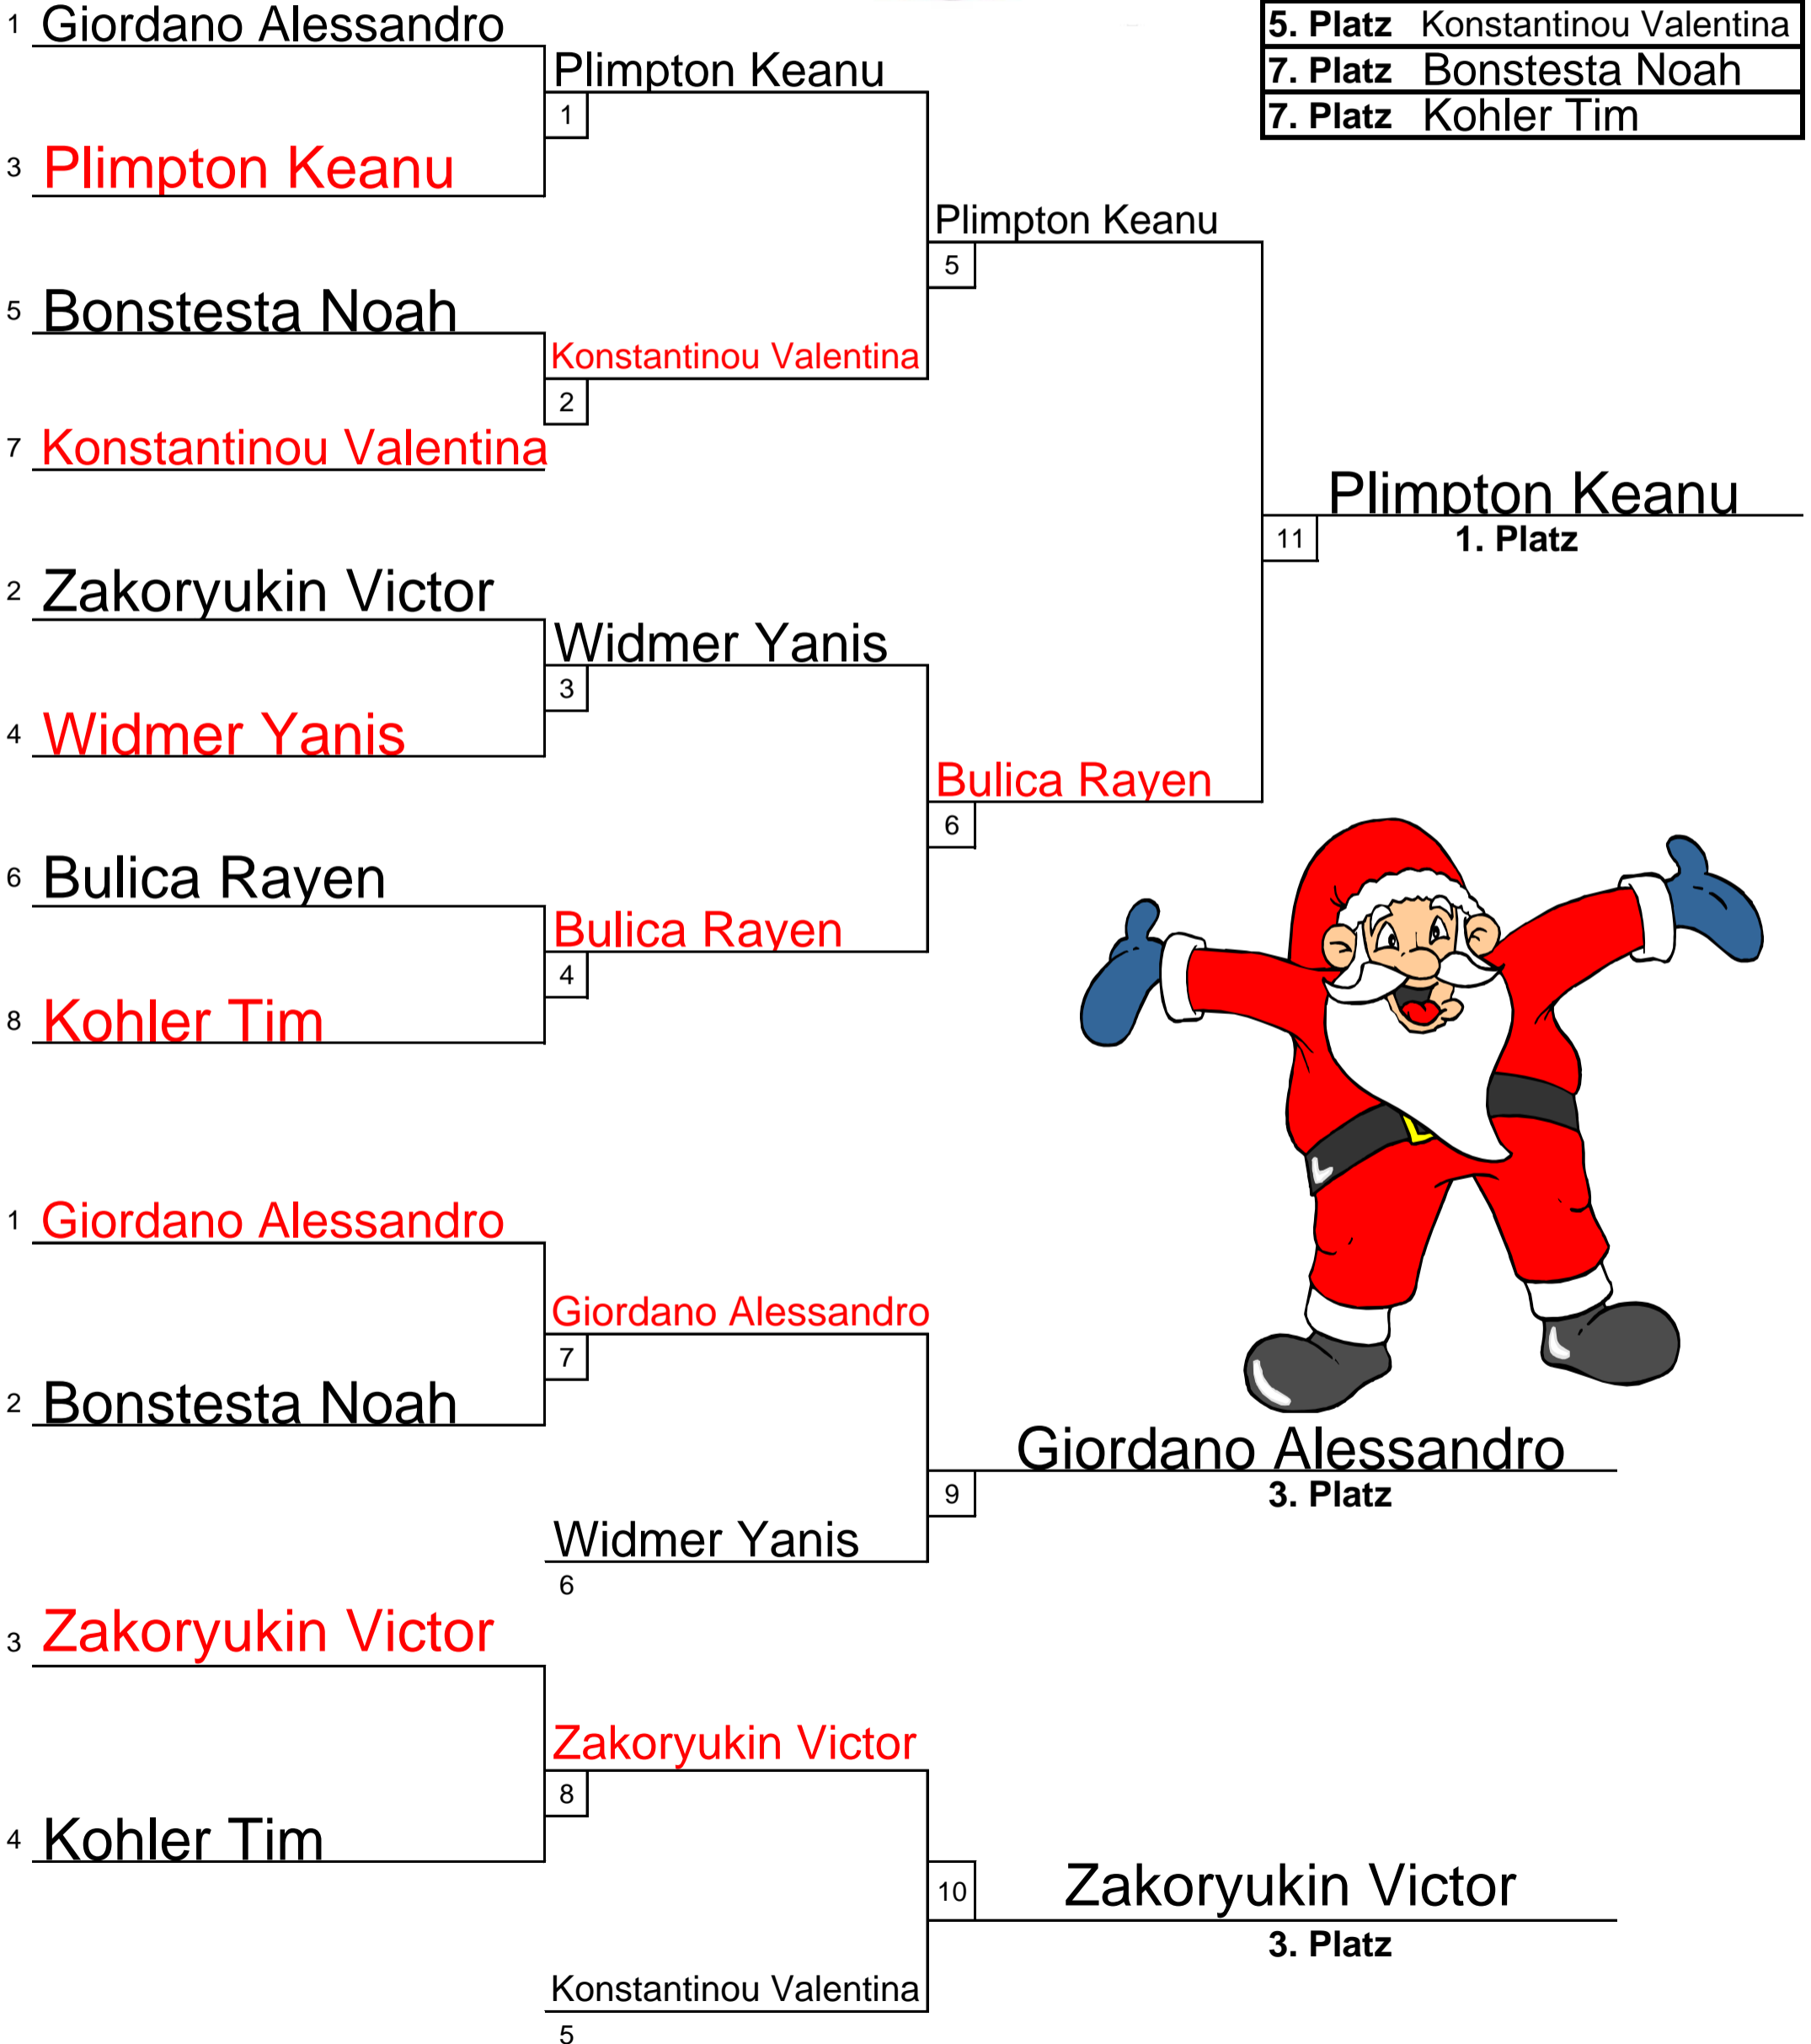 1 Giordano Alessandro
5. Platz Konstantinou Valentina
Plimpton Keanu
7. Platz Bonstesta Noah
1
7. Platz Kohler Tim
3 Plimpton Keanu
Plimpton Keanu
5
5 Bonstesta Noah
Konstantinou Valentina
2
7 Konstantinou Valentina
Plimpton Keanu
11
1. Platz
2 Zakoryukin Victor
Widmer Yanis
3
4 Widmer Yanis
Bulica Rayen
6
6 Bulica Rayen
Bulica Rayen
4
8 Kohler Tim
1 Giordano Alessandro
Giordano Alessandro
7
2 Bonstesta Noah
Giordano Alessandro
9
3. Platz
Widmer Yanis
6
3 Zakoryukin Victor
Zakoryukin Victor
8
4 Kohler Tim
10
Zakoryukin Victor
3. Platz
Konstantinou Valentina
5